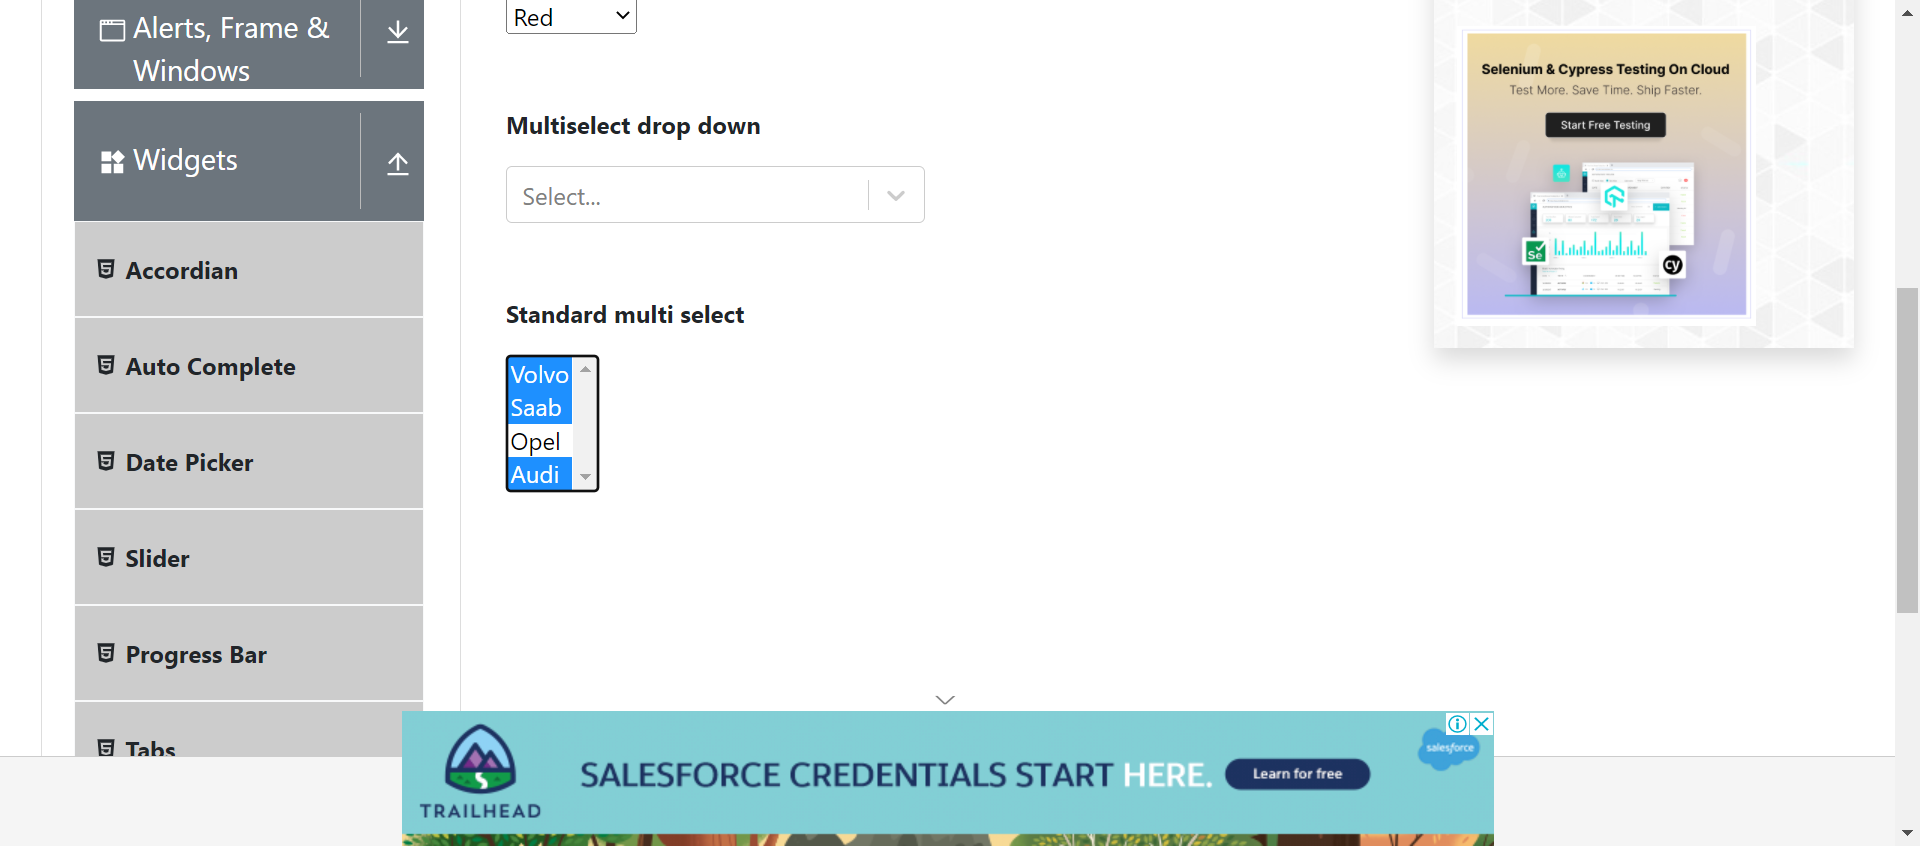 Alerts, Frame &
Windows
Widgets
Accordian
Auto Complete
Date Picker
Slider
Progress Bar
Tabs
Red
Multiselect drop down
Select...
Standard multi select
Volvo
Saab
Opel
Audi
Selenium & Cypress Testing On Cloud
Test More. Save Time. Ship Faster.
Start Free Testing
Se
cy
TRAILHEAD
SALESFORCE CREDENTIALS START HERE.
Learn for free
salesforce